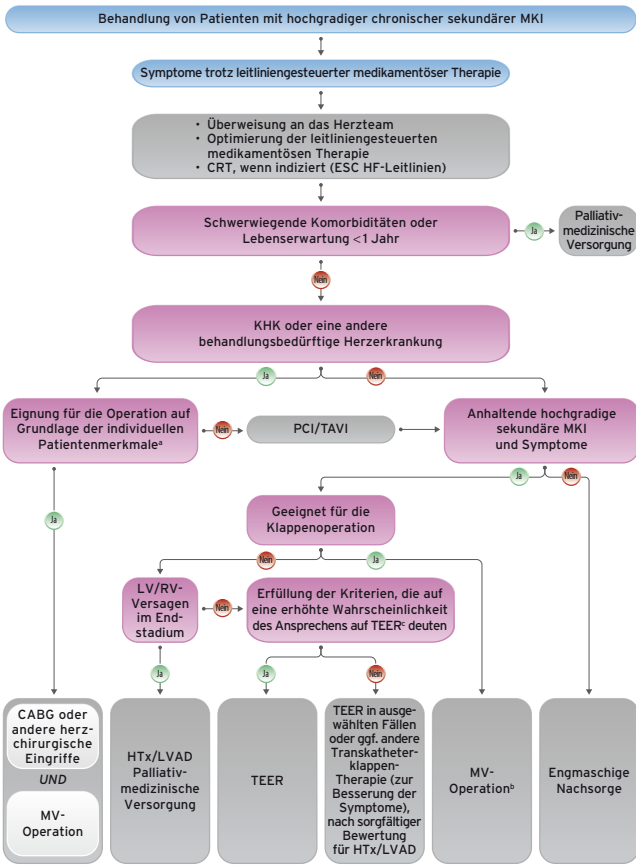 Behandlung von Patienten mit hochgradiger chronischer sekundärer MKI
Symptome trotz leitliniengesteuerter medikamentöser Therapie
• Überweisung an das Herzteam
• Optimierung der leitliniengesteuerten
medikamentösen Therapie
• CRT, wenn indiziert (ESC HF-Leitlinien)
Schwerwiegende Komorbiditäten oder
Lebenserwartung <1 Jahr
Ja
Palliativ-
medizinische
Versorgung
Nein
KHK oder eine andere
behandlungsbedürftige Herzerkrankung
Ja
Nein
Eignung für die Operation auf
Grundlage der individuellen
Patientenmerkmaleᵃ
Nein
PCI/TAVI
Anhaltende hochgradige
sekundäre MKI
und Symptome
Ja
Nein
Ja
Geeignet für die
Klappenoperation
Nein
Ja
LV/RV-
Versagen
im End-
stadium
Nein
Erfüllung der Kriterien, die auf
eine erhöhte Wahrscheinlichkeit
des Ansprechens auf TEERᶜ deuten
Ja
Ja
Nein
CABG oder
andere herz-
chirurgische
Eingriffe
UND
MV-
Operation
HTx/LVAD
Palliativ-
medizinische
Versorgung
TEER
TEER in ausge-
wählten Fällen
oder ggf. andere
Transkatheter-
klappen-
Therapie (zur
Besserung der
Symptome),
nach sorgfältiger
Bewertung
für HTx/LVAD
MV-
Operationᵇ
Engmaschige
Nachsorge